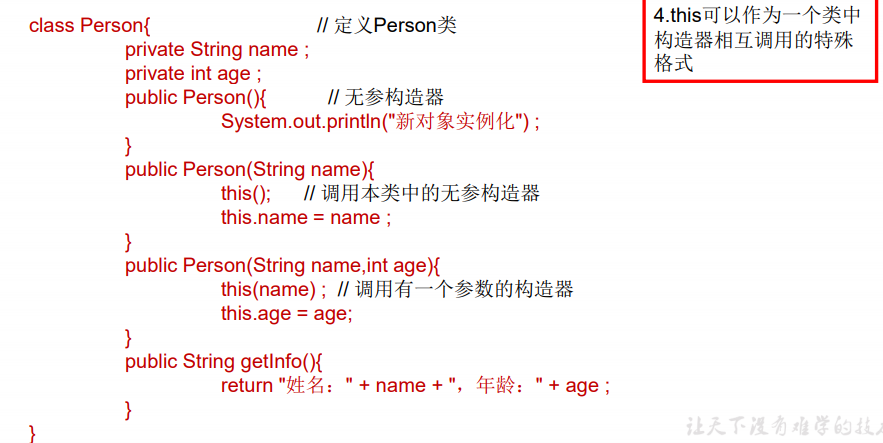 class Person{ // 定义Person类
private String name ;
private int age ;
public Person(){ // 无参构造器
System.out.println("新对象实例化") ;
}
public Person(String name){
this(); // 调用本类中的无参构造器
this.name = name ;
}
public Person(String name,int age){
this(name) ; // 调用有一个参数的构造器
this.age = age;
}
public String getInfo(){
return "姓名：" + name + "，年龄：" + age ;
}
}
4.this可以作为一个类中
构造器相互调用的特殊
格式
让天下没有难学的技